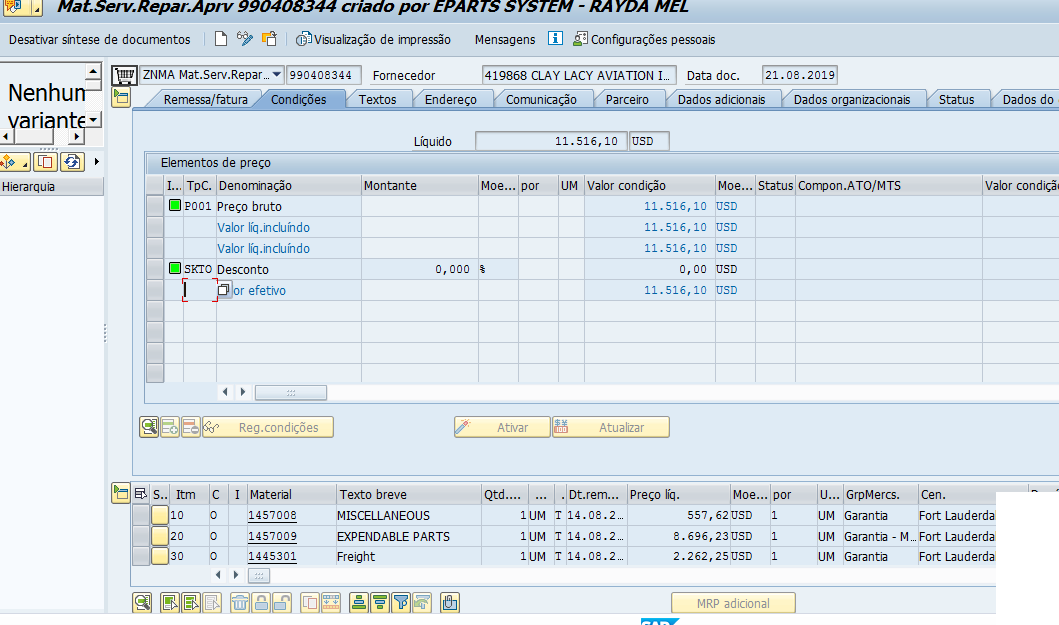 Mat.Serv.Repar.Aprv 990408344 criado por EPARTS SYSTEM - RAYDA MEL
Desativar síntese de documentos Visualização de impressão Mensagens Configurações pessoais
Nenhum
variante
Hierarquia
ZNMA Mat.Serv.Repar... 990408344 Fornecedor 419868 CLAY LACY AVIATION I... Data doc. 21.08.2019
Remessa/fatura Condições Textos Endereço Comunicação Parceiro Dados adicionais Dados organizacionais Status Dados do
Líquido 11.516,10 USD
Elementos de preço
I... TpC. Denominação Montante Moe... por UM Valor condição Moe... Status Compon.ATO/MTS Valor condiçã
P001 Preço bruto 11.516,10 USD
Valor líq.incluíndo 11.516,10 USD
Valor líq.incluíndo 11.516,10 USD
SKTO Desconto 0,000 % 0,00 USD
or efetivo 11.516,10 USD
Reg.condições Ativar Atualizar
S.. Itm C I Material Texto breve Qtd.... ... . Dt.rem... Preço líq. Moe... por U... GrpMercs. Cen.
10 O 1457008 MISCELLANEOUS 1 UM T 14.08.2... 557,62 USD 1 UM Garantia Fort Lauderda
20 O 1457009 EXPENDABLE PARTS 1 UM T 14.08.2... 8.696,23 USD 1 UM Garantia - M... Fort Lauderda
30 O 1445301 Freight 1 UM T 14.08.2... 2.262,25 USD 1 UM Garantia Fort Lauderda
MRP adicional
SAP